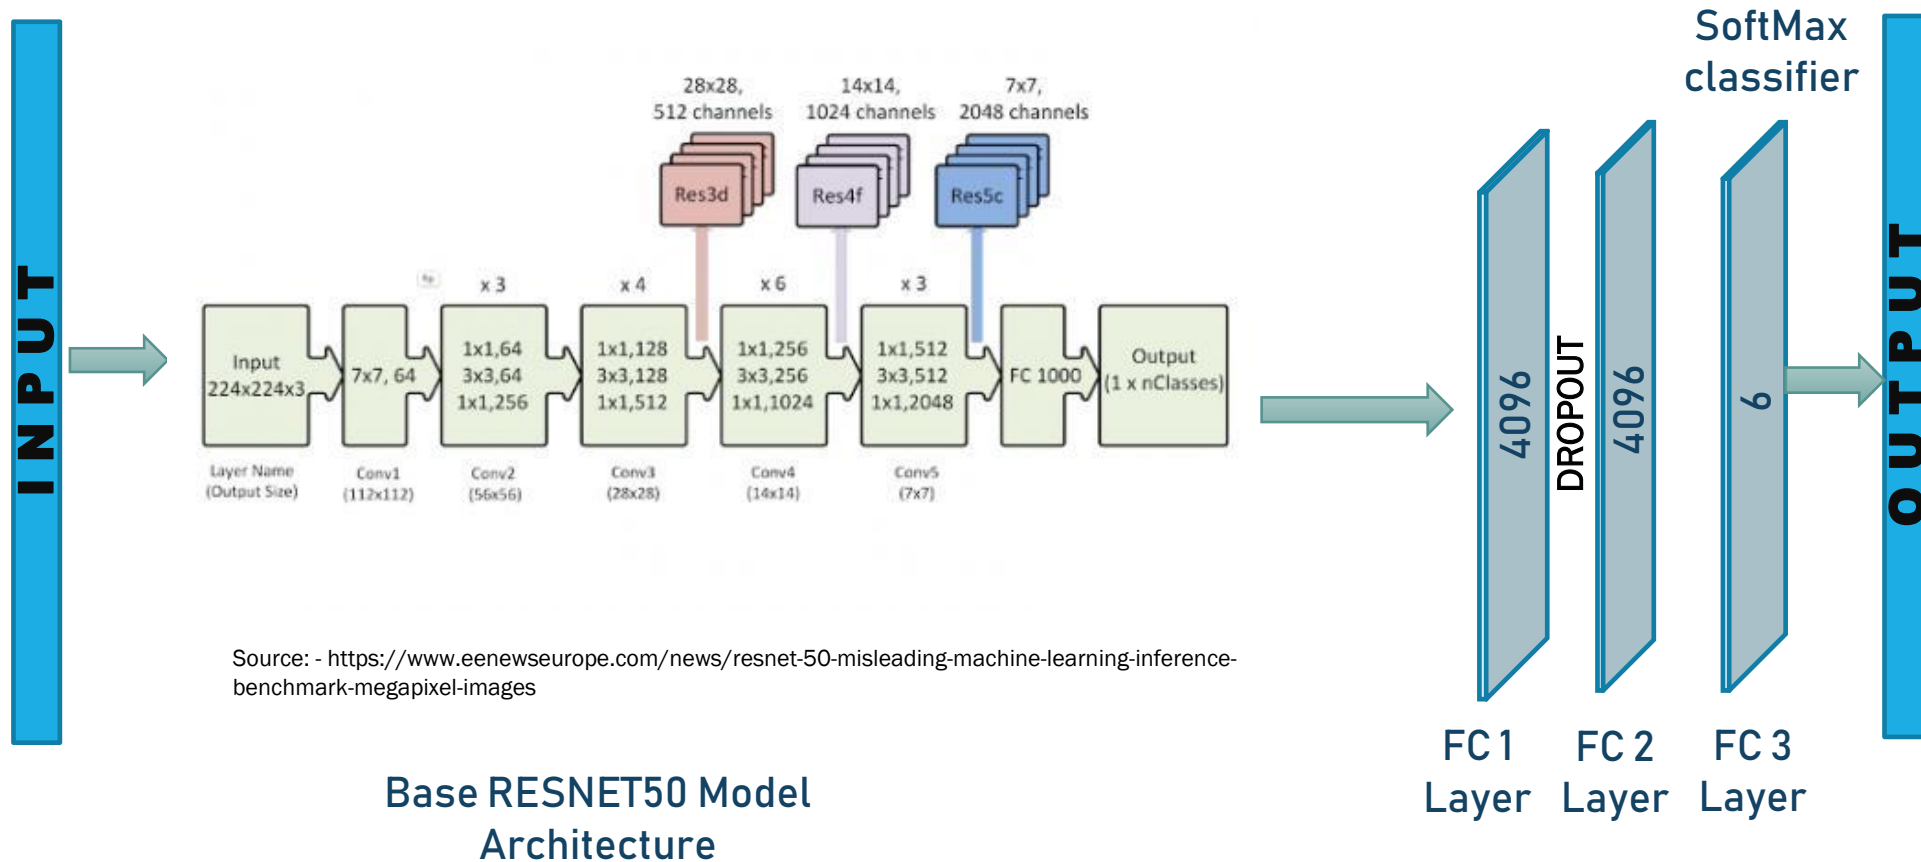 INPUT
28x28,
512 channels
14x14,
1024 channels
7x7,
2048 channels
Res3d
Res4f
Res5c
x 3
x 4
x 6
x 3
Input
224x224x3
7x7, 64
1x1,64
3x3,64
1x1,256
1x1,128
3x3,128
1x1,512
1x1,256
3x3,256
1x1,1024
1x1,512
3x3,512
1x1,2048
FC 1000
Output
(1 x nClasses)
Layer Name
(Output Size)
Conv1
(112x112)
Conv2
(56x56)
Conv3
(28x28)
Conv4
(14x14)
Conv5
(7x7)
Source: - https://www.eenewseurope.com/news/resnet-50-misleading-machine-learning-inference-
benchmark-megapixel-images
Base RESNET50 Model
Architecture
SoftMax
classifier
4096
DROPOUT
4096
6
FC 1
Layer
FC 2
Layer
FC 3
Layer
OUTPUT